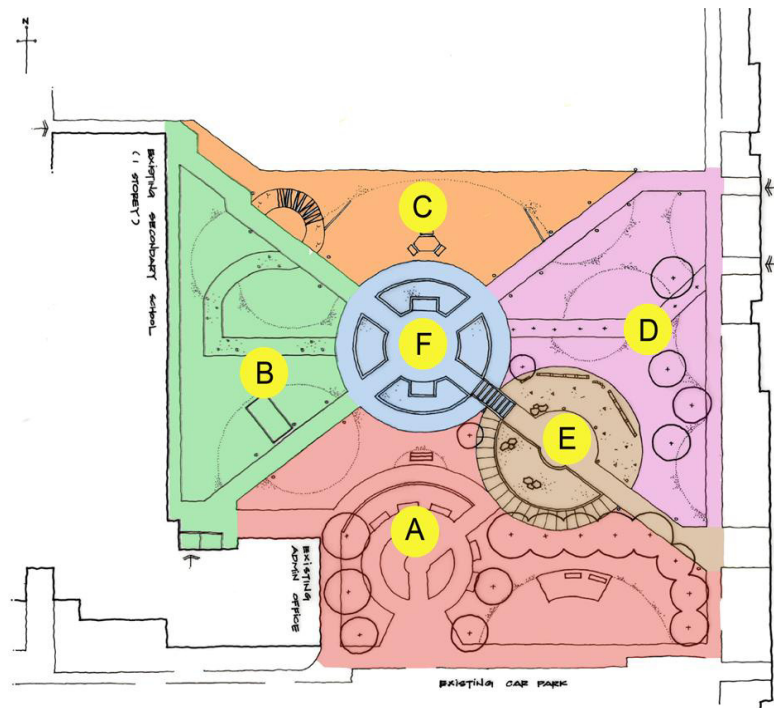 N
EXISTING SECONDARY SCHOOL
(1 STOREY)
C
D
F
B
E
A
EXISTING
ADMIN OFFICE
EXISTING CAR PARK